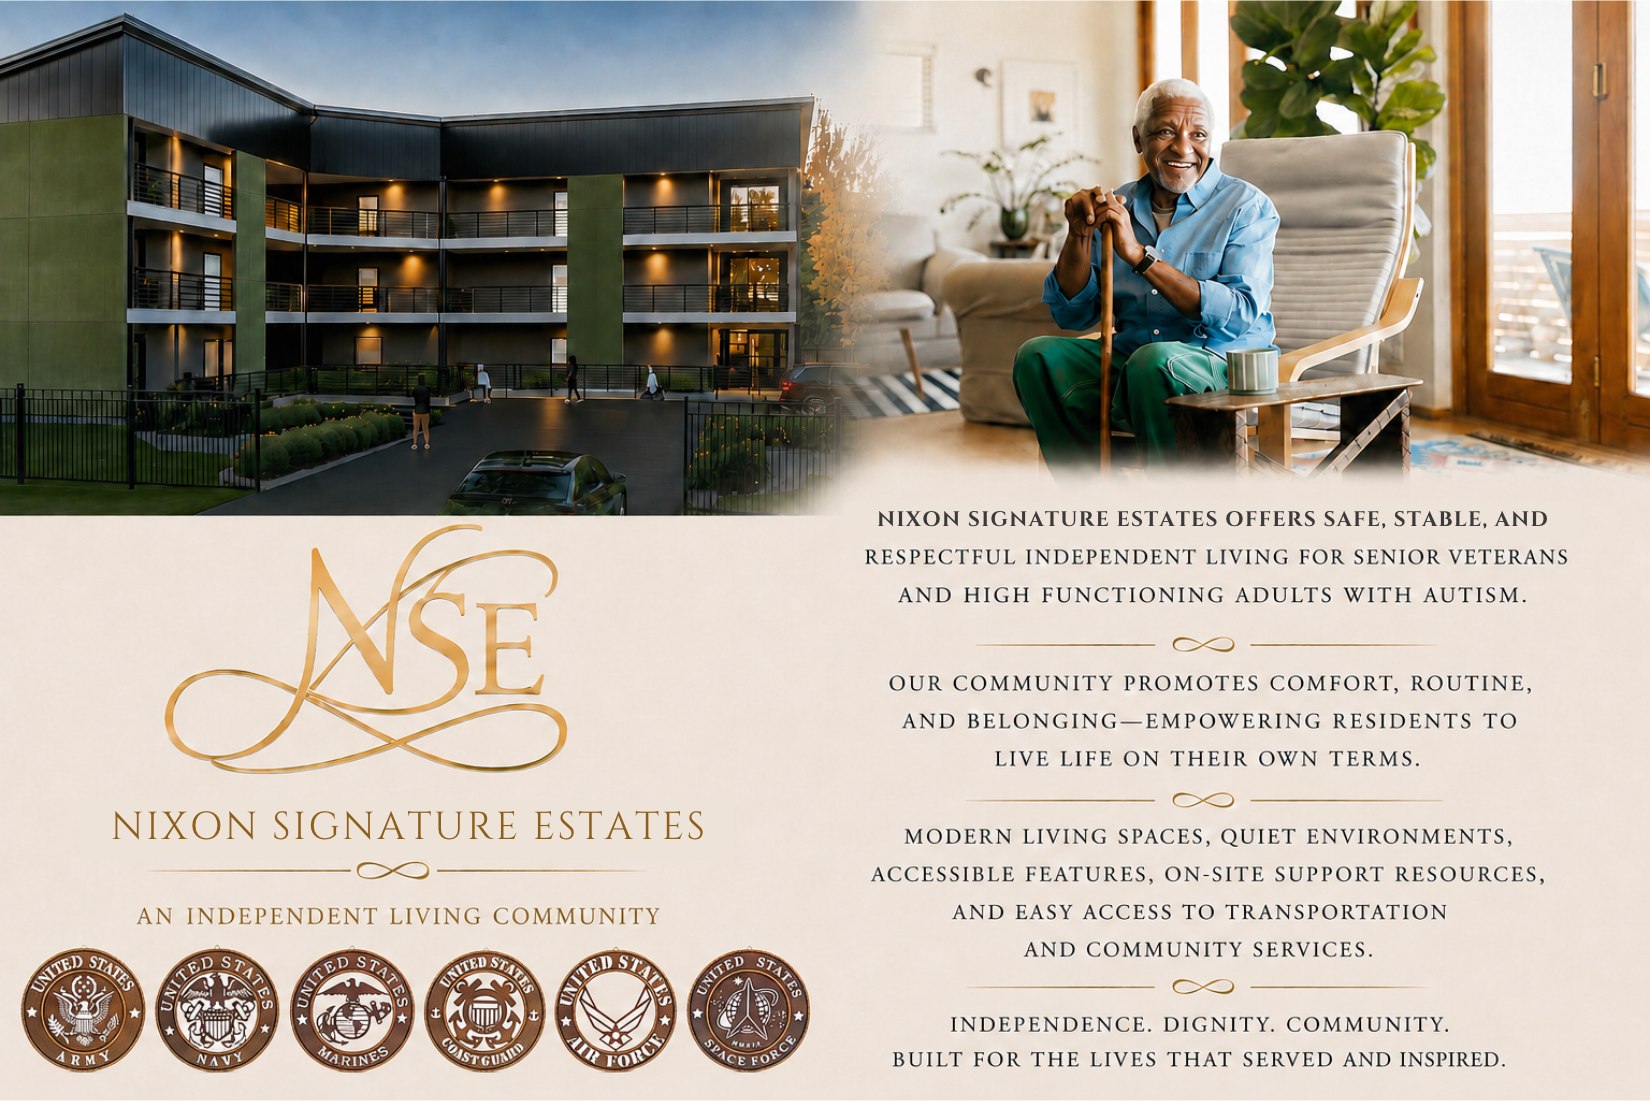 NSE
NIXON SIGNATURE ESTATES
AN INDEPENDENT LIVING COMMUNITY
UNITED STATES
ARMY
UNITED STATES
NAVY
UNITED STATES
MARINES
UNITED STATES
COAST GUARD
UNITED STATES
AIR FORCE
UNITED STATES
SPACE FORCE
NIXON SIGNATURE ESTATES OFFERS SAFE, STABLE, AND
RESPECTFUL INDEPENDENT LIVING FOR SENIOR VETERANS
AND HIGH FUNCTIONING ADULTS WITH AUTISM.
OUR COMMUNITY PROMOTES COMFORT, ROUTINE,
AND BELONGING—EMPOWERING RESIDENTS TO
LIVE LIFE ON THEIR OWN TERMS.
MODERN LIVING SPACES, QUIET ENVIRONMENTS,
ACCESSIBLE FEATURES, ON-SITE SUPPORT RESOURCES,
AND EASY ACCESS TO TRANSPORTATION
AND COMMUNITY SERVICES.
INDEPENDENCE. DIGNITY. COMMUNITY.
BUILT FOR THE LIVES THAT SERVED AND INSPIRED.